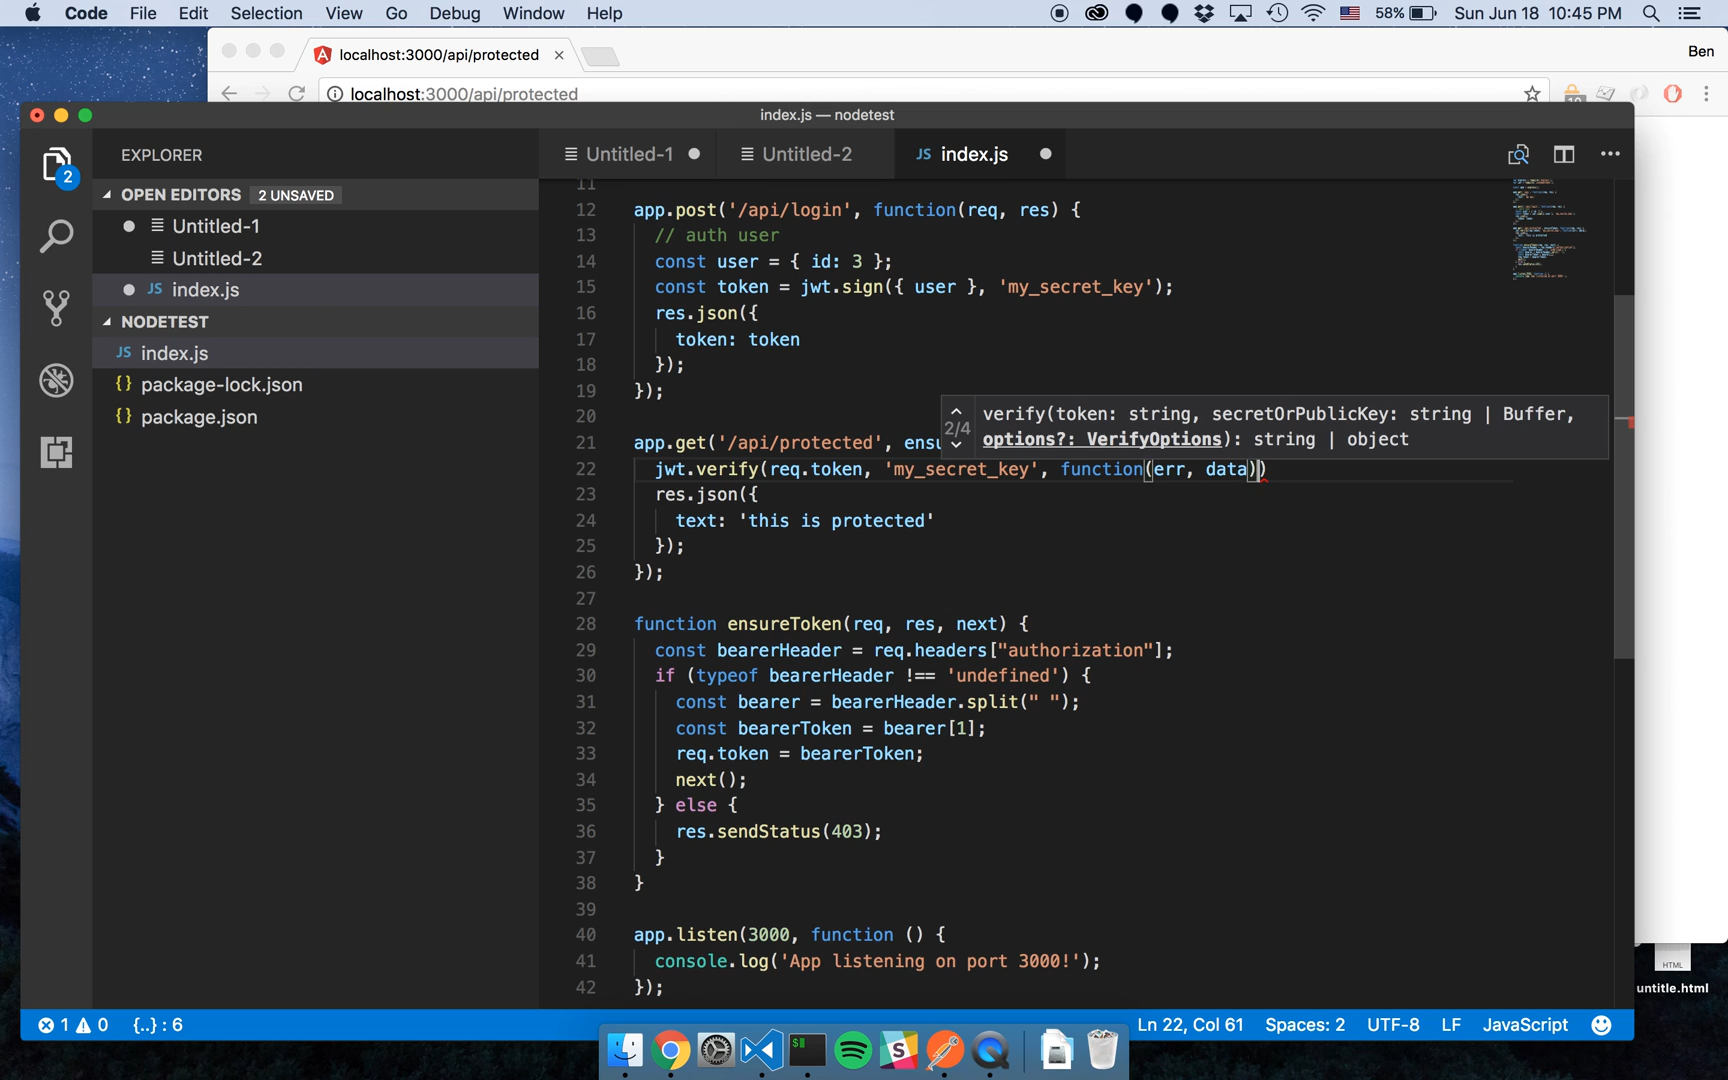 Code File Edit Selection View Go Debug Window Help 58% Sun Jun 18 10:45 PM
localhost:3000/api/protected Ben
localhost:3000/api/protected
index.js — nodetest
EXPLORER
Untitled-1 Untitled-2 JS index.js
OPEN EDITORS 2 UNSAVED
2
Untitled-1
Untitled-2
JS index.js
NODETEST
JS index.js
{} package-lock.json
{} package.json
11
12 app.post('/api/login', function(req, res) {
13 // auth user
14 const user = { id: 3 };
15 const token = jwt.sign({ user }, 'my_secret_key');
16 res.json({
17 token: token
18 });
19 });
20
2/4 verify(token: string, secretOrPublicKey: string | Buffer,
options?: VerifyOptions): string | object
21 app.get('/api/protected', ensu
22 jwt.verify(req.token, 'my_secret_key', function(err, data))
23 res.json({
24 text: 'this is protected'
25 });
26 });
27
28 function ensureToken(req, res, next) {
29 const bearerHeader = req.headers["authorization"];
30 if (typeof bearerHeader !== 'undefined') {
31 const bearer = bearerHeader.split(" ");
32 const bearerToken = bearer[1];
33 req.token = bearerToken;
34 next();
35 } else {
36 res.sendStatus(403);
37 }
38 }
39
40 app.listen(3000, function () {
41 console.log('App listening on port 3000!');
42 });
HTML
untitle.html
1 0 {..} : 6 Ln 22, Col 61 Spaces: 2 UTF-8 LF JavaScript